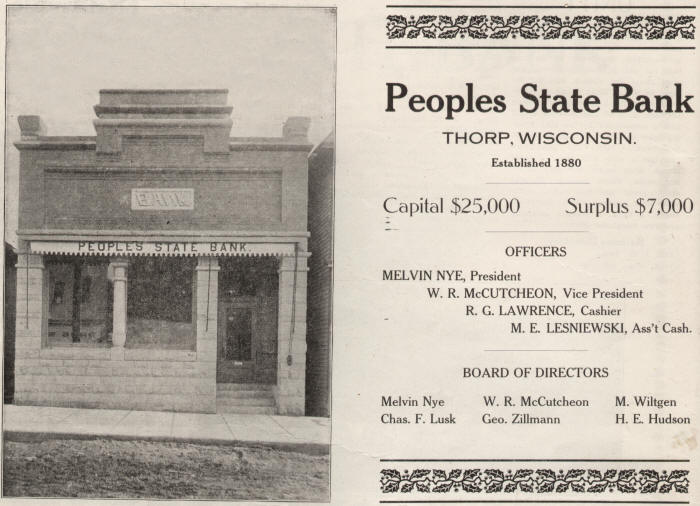 BANK
PEOPLES STATE BANK.
Peoples State Bank
THORP, WISCONSIN.
Established 1880
Capital $25,000 Surplus $7,000
OFFICERS
MELVIN NYE, President
W. R. McCUTCHEON, Vice President
R. G. LAWRENCE, Cashier
M. E. LESNIEWSKI, Ass't Cash.
BOARD OF DIRECTORS
Melvin Nye W. R. McCutcheon M. Wiltgen
Chas. F. Lusk Geo. Zillmann H. E. Hudson